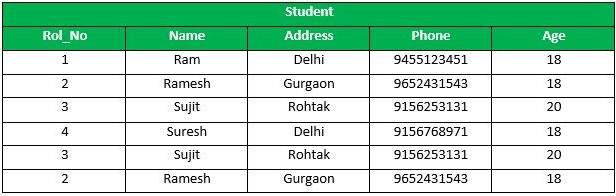 Student
Rol_No Name Address Phone Age
1 Ram Delhi 9455123451 18
2 Ramesh Gurgaon 9652431543 18
3 Sujit Rohtak 9156253131 20
4 Suresh Delhi 9156768971 18
3 Sujit Rohtak 9156253131 20
2 Ramesh Gurgaon 9652431543 18